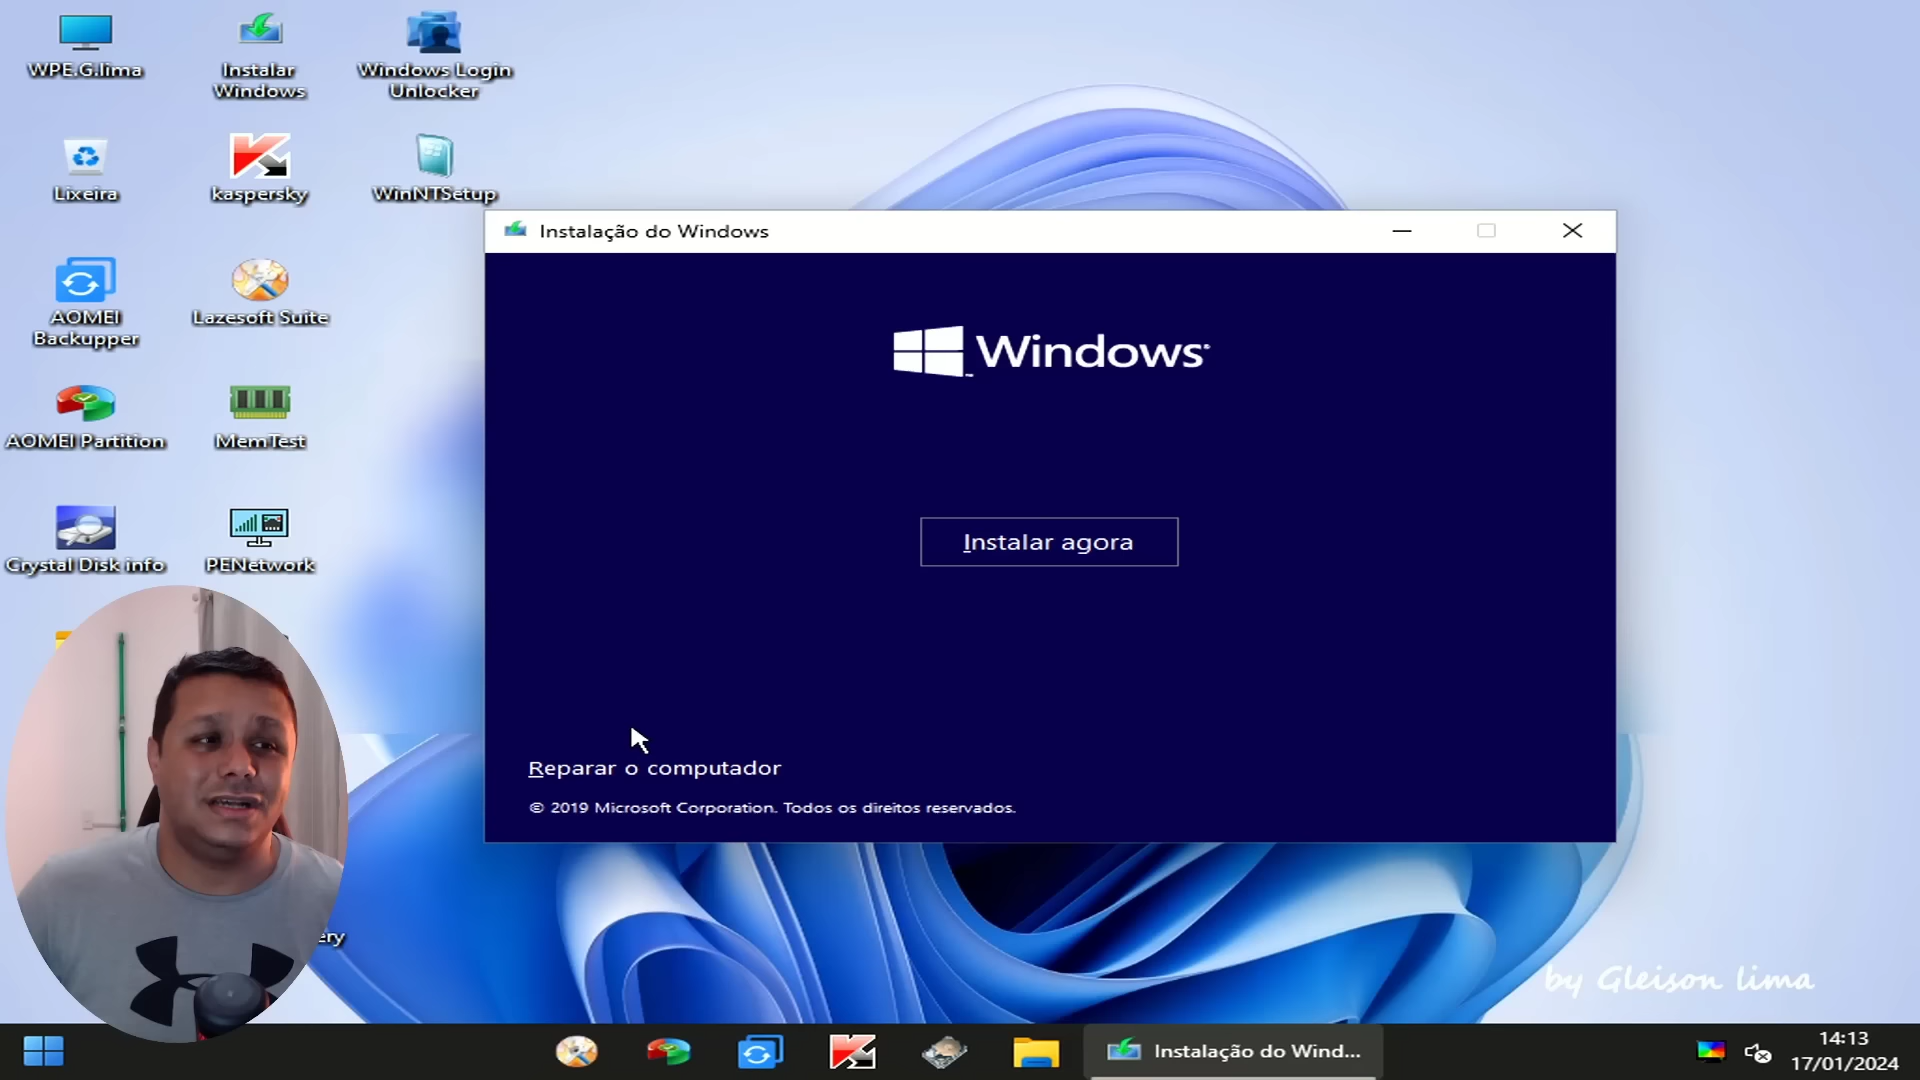 WPE.G.lima
Instalar
Windows
Windows Login
Unlocker
Lixeira
kaspersky
WinNTSetup
AOMEI
Backupper
Lazesoft Suite
AOMEI Partition
MemTest
Crystal Disk info
PENetwork
ery
Instalação do Windows
Windows
Instalar agora
Reparar o computador
© 2019 Microsoft Corporation. Todos os direitos reservados.
by Gleison lima
Instalação do Wind...
14:13
17/01/2024